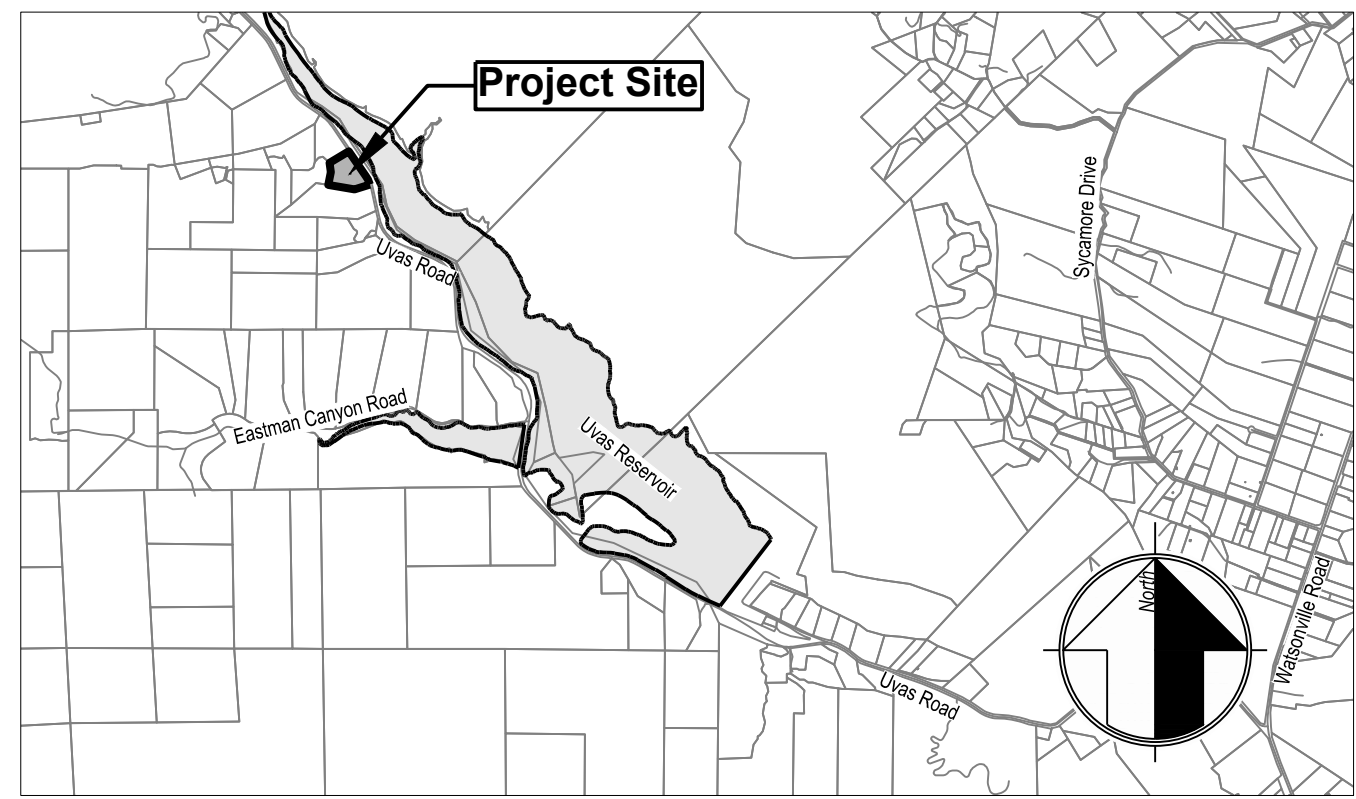 Project Site
Sycamore Drive
Uvas Road
Eastman Canyon Road
Uvas Reservoir
North
Watsonville Road
Uvas Road